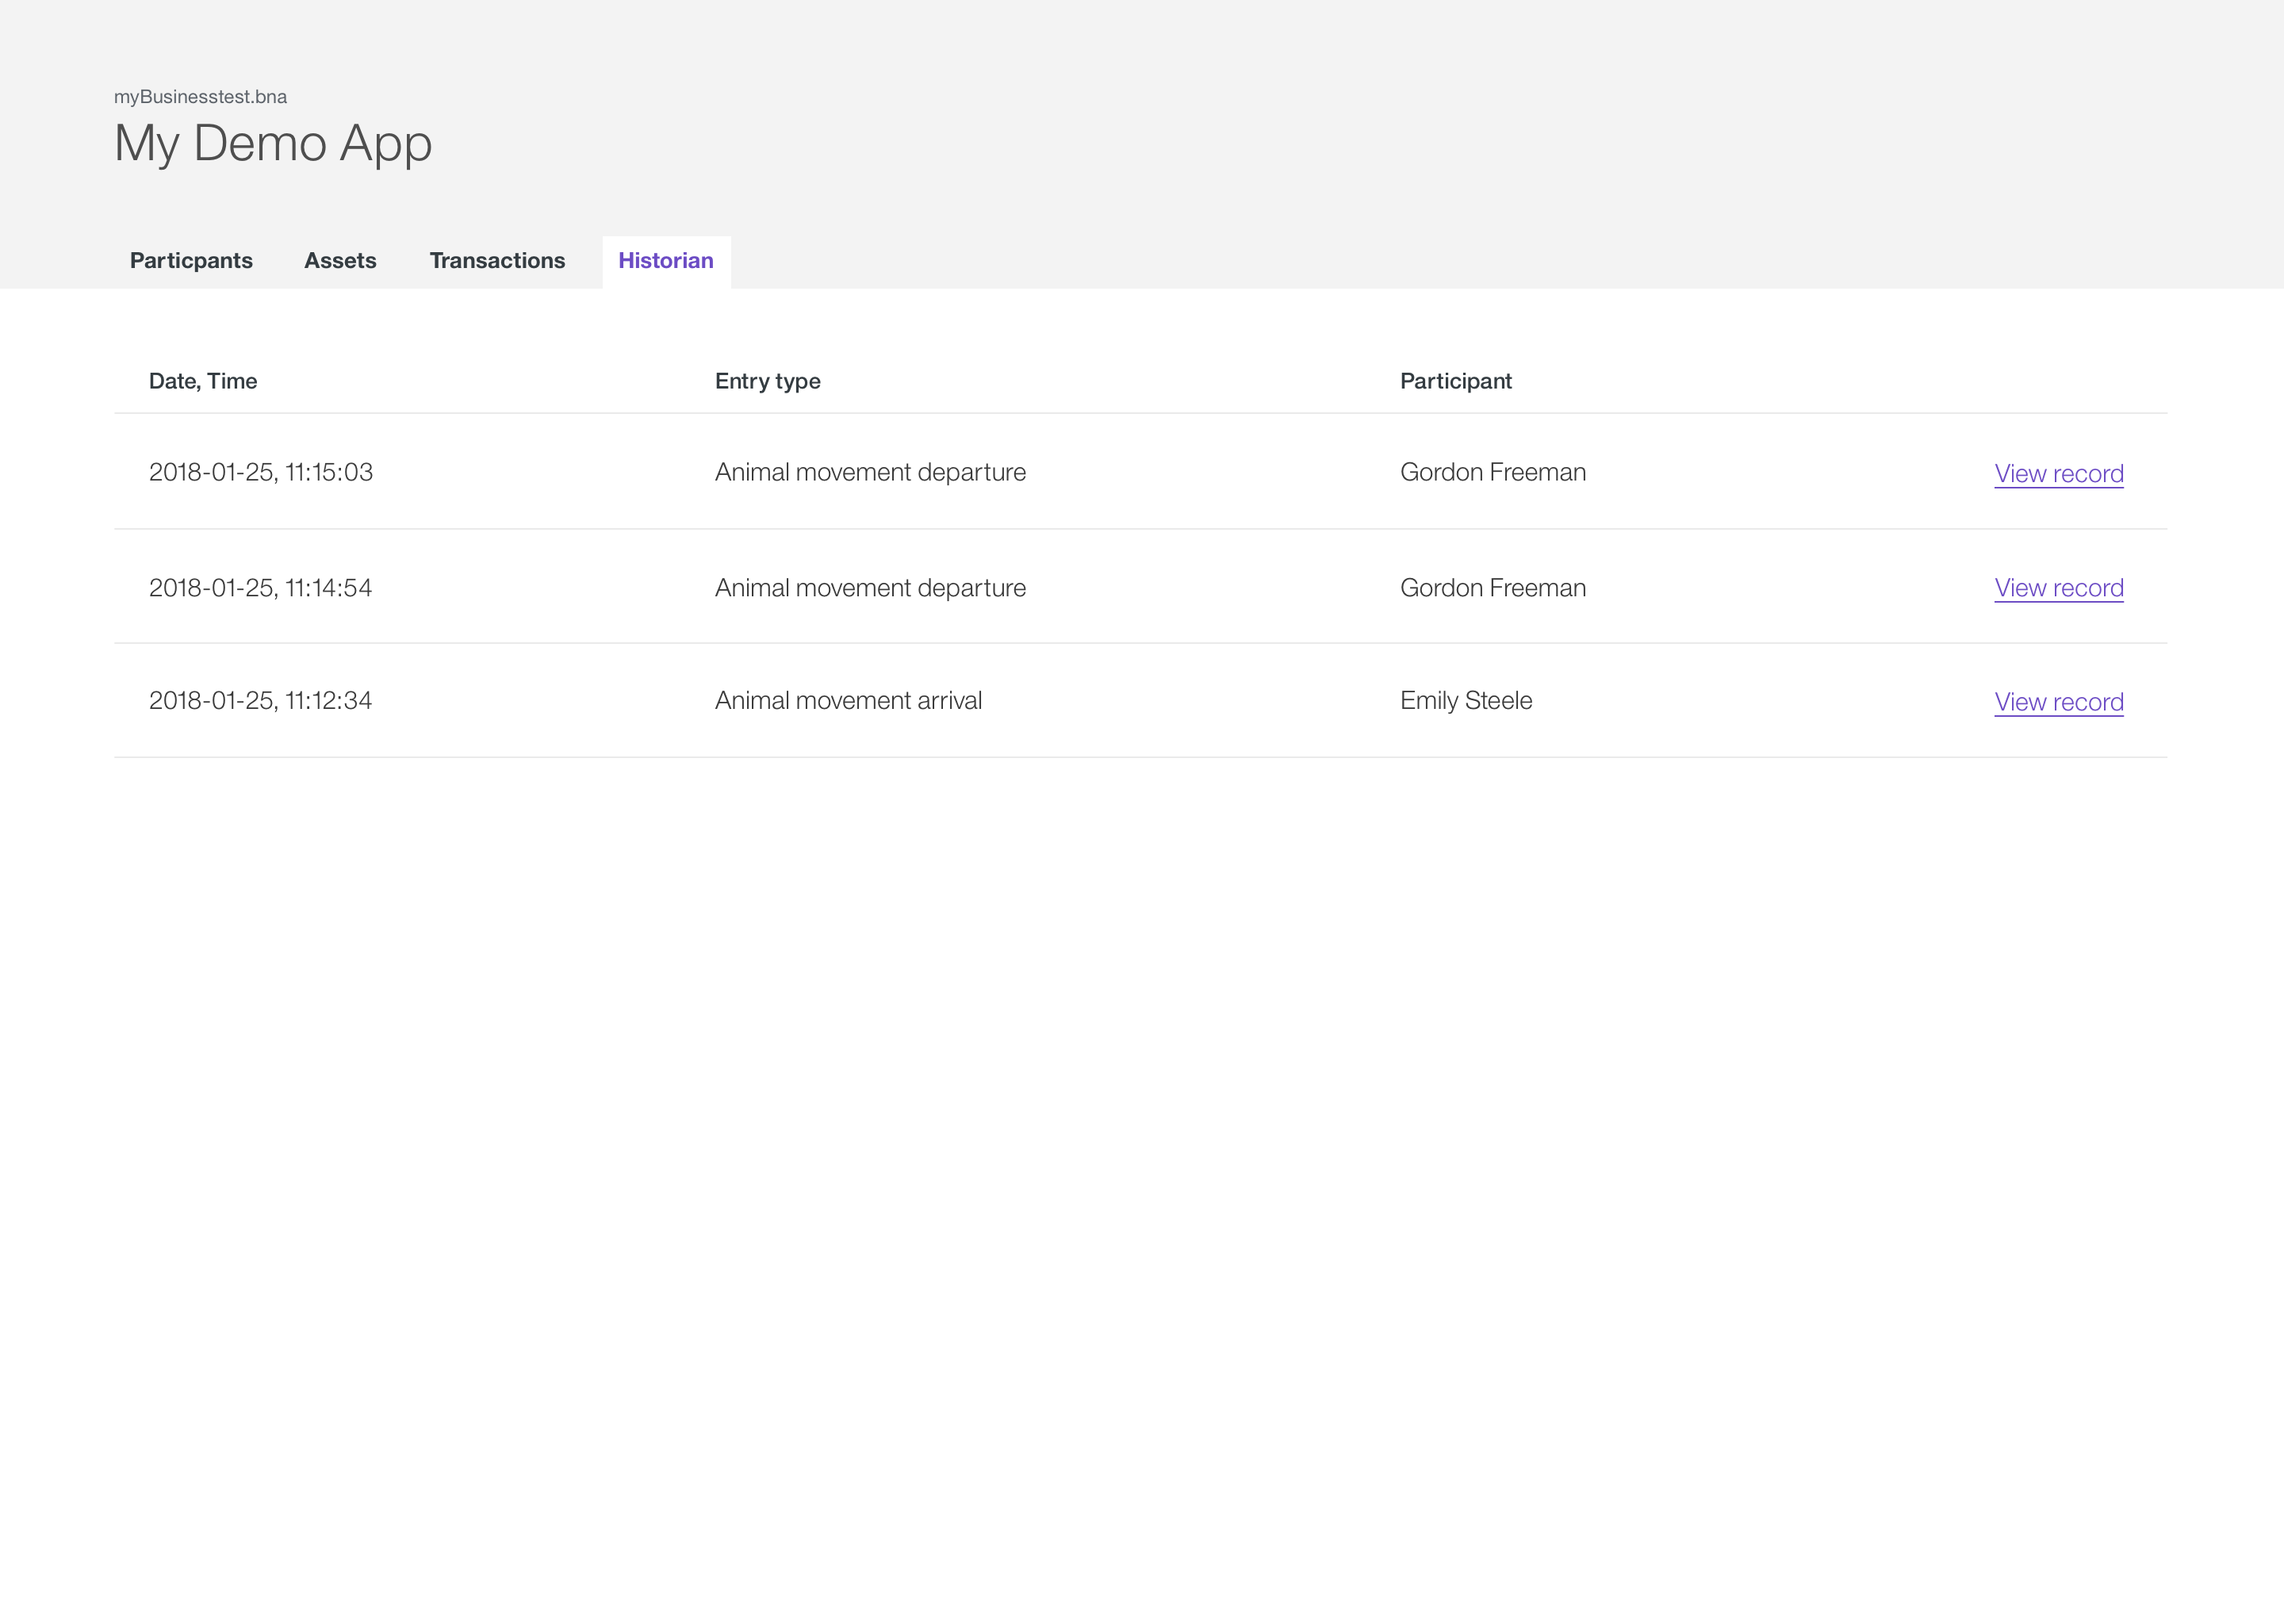 myBusinesstest.bna
My Demo App
Particpants Assets Transactions Historian
Date, Time Entry type Participant
2018-01-25, 11:15:03 Animal movement departure Gordon Freeman View record
2018-01-25, 11:14:54 Animal movement departure Gordon Freeman View record
2018-01-25, 11:12:34 Animal movement arrival Emily Steele View record